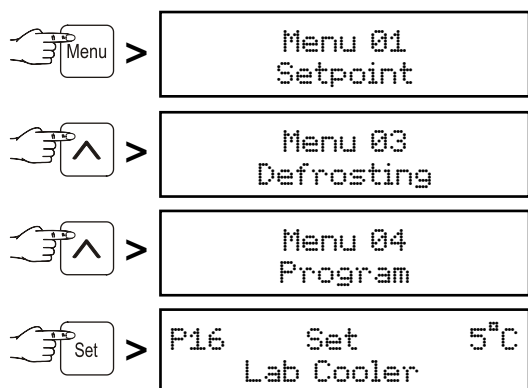 Menu
>
Menu 01
Setpoint
>
Menu 03
Defrosting
>
Menu 04
Program
Set
>
P16 Set 5°C
Lab Cooler